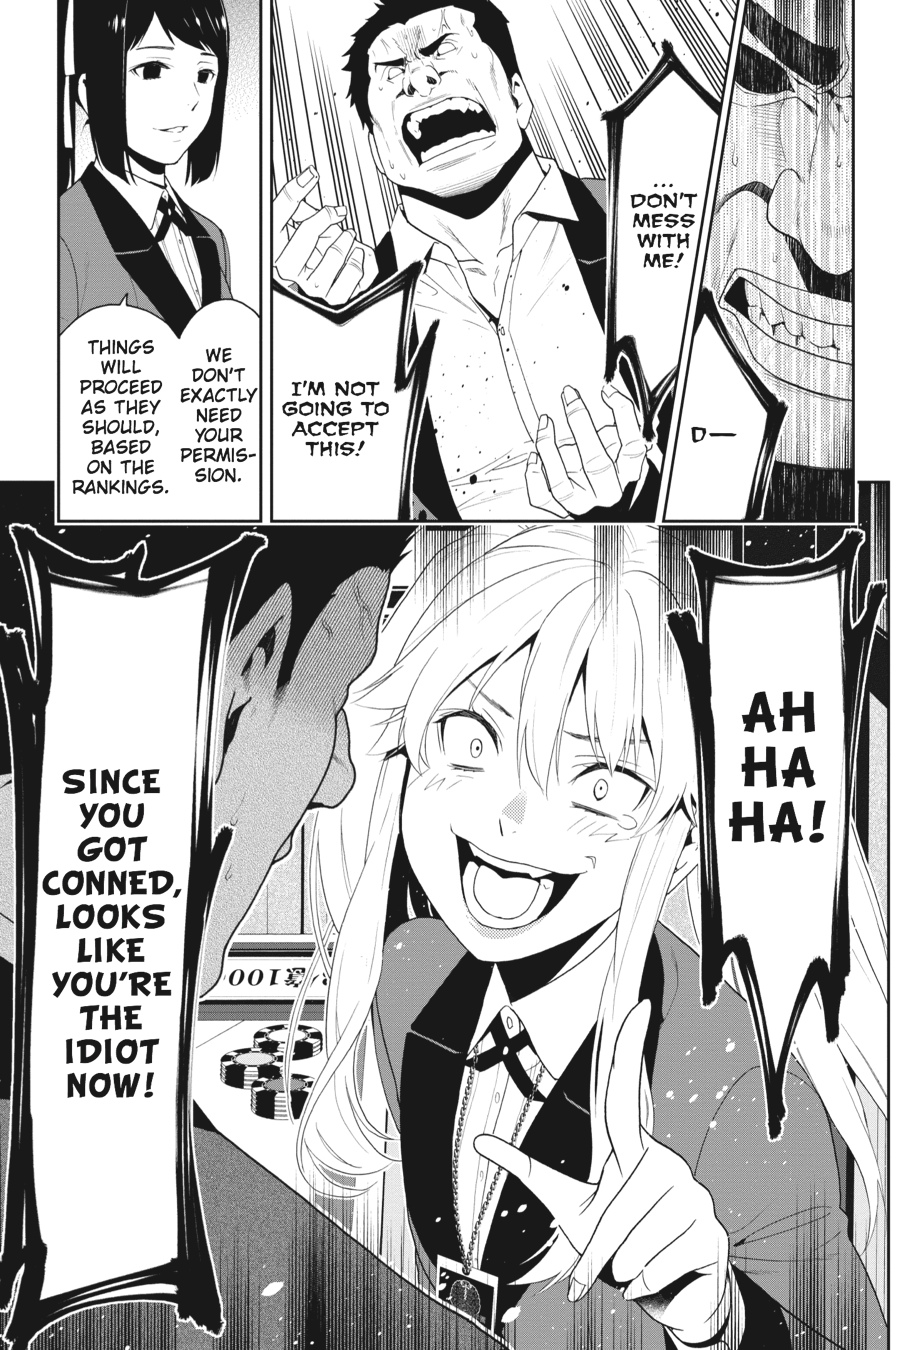 D—
...
DON'T
MESS
WITH
ME!
I'M NOT
GOING TO
ACCEPT
THIS!
WE
DON'T
EXACTLY
NEED
YOUR
PERMIS-
SION.
THINGS
WILL
PROCEED
AS THEY
SHOULD,
BASED
ON THE
RANKINGS.
AH
HA
HA!
SINCE
YOU
GOT
CONNED,
LOOKS
LIKE
YOU'RE
THE
IDIOT
NOW!
100